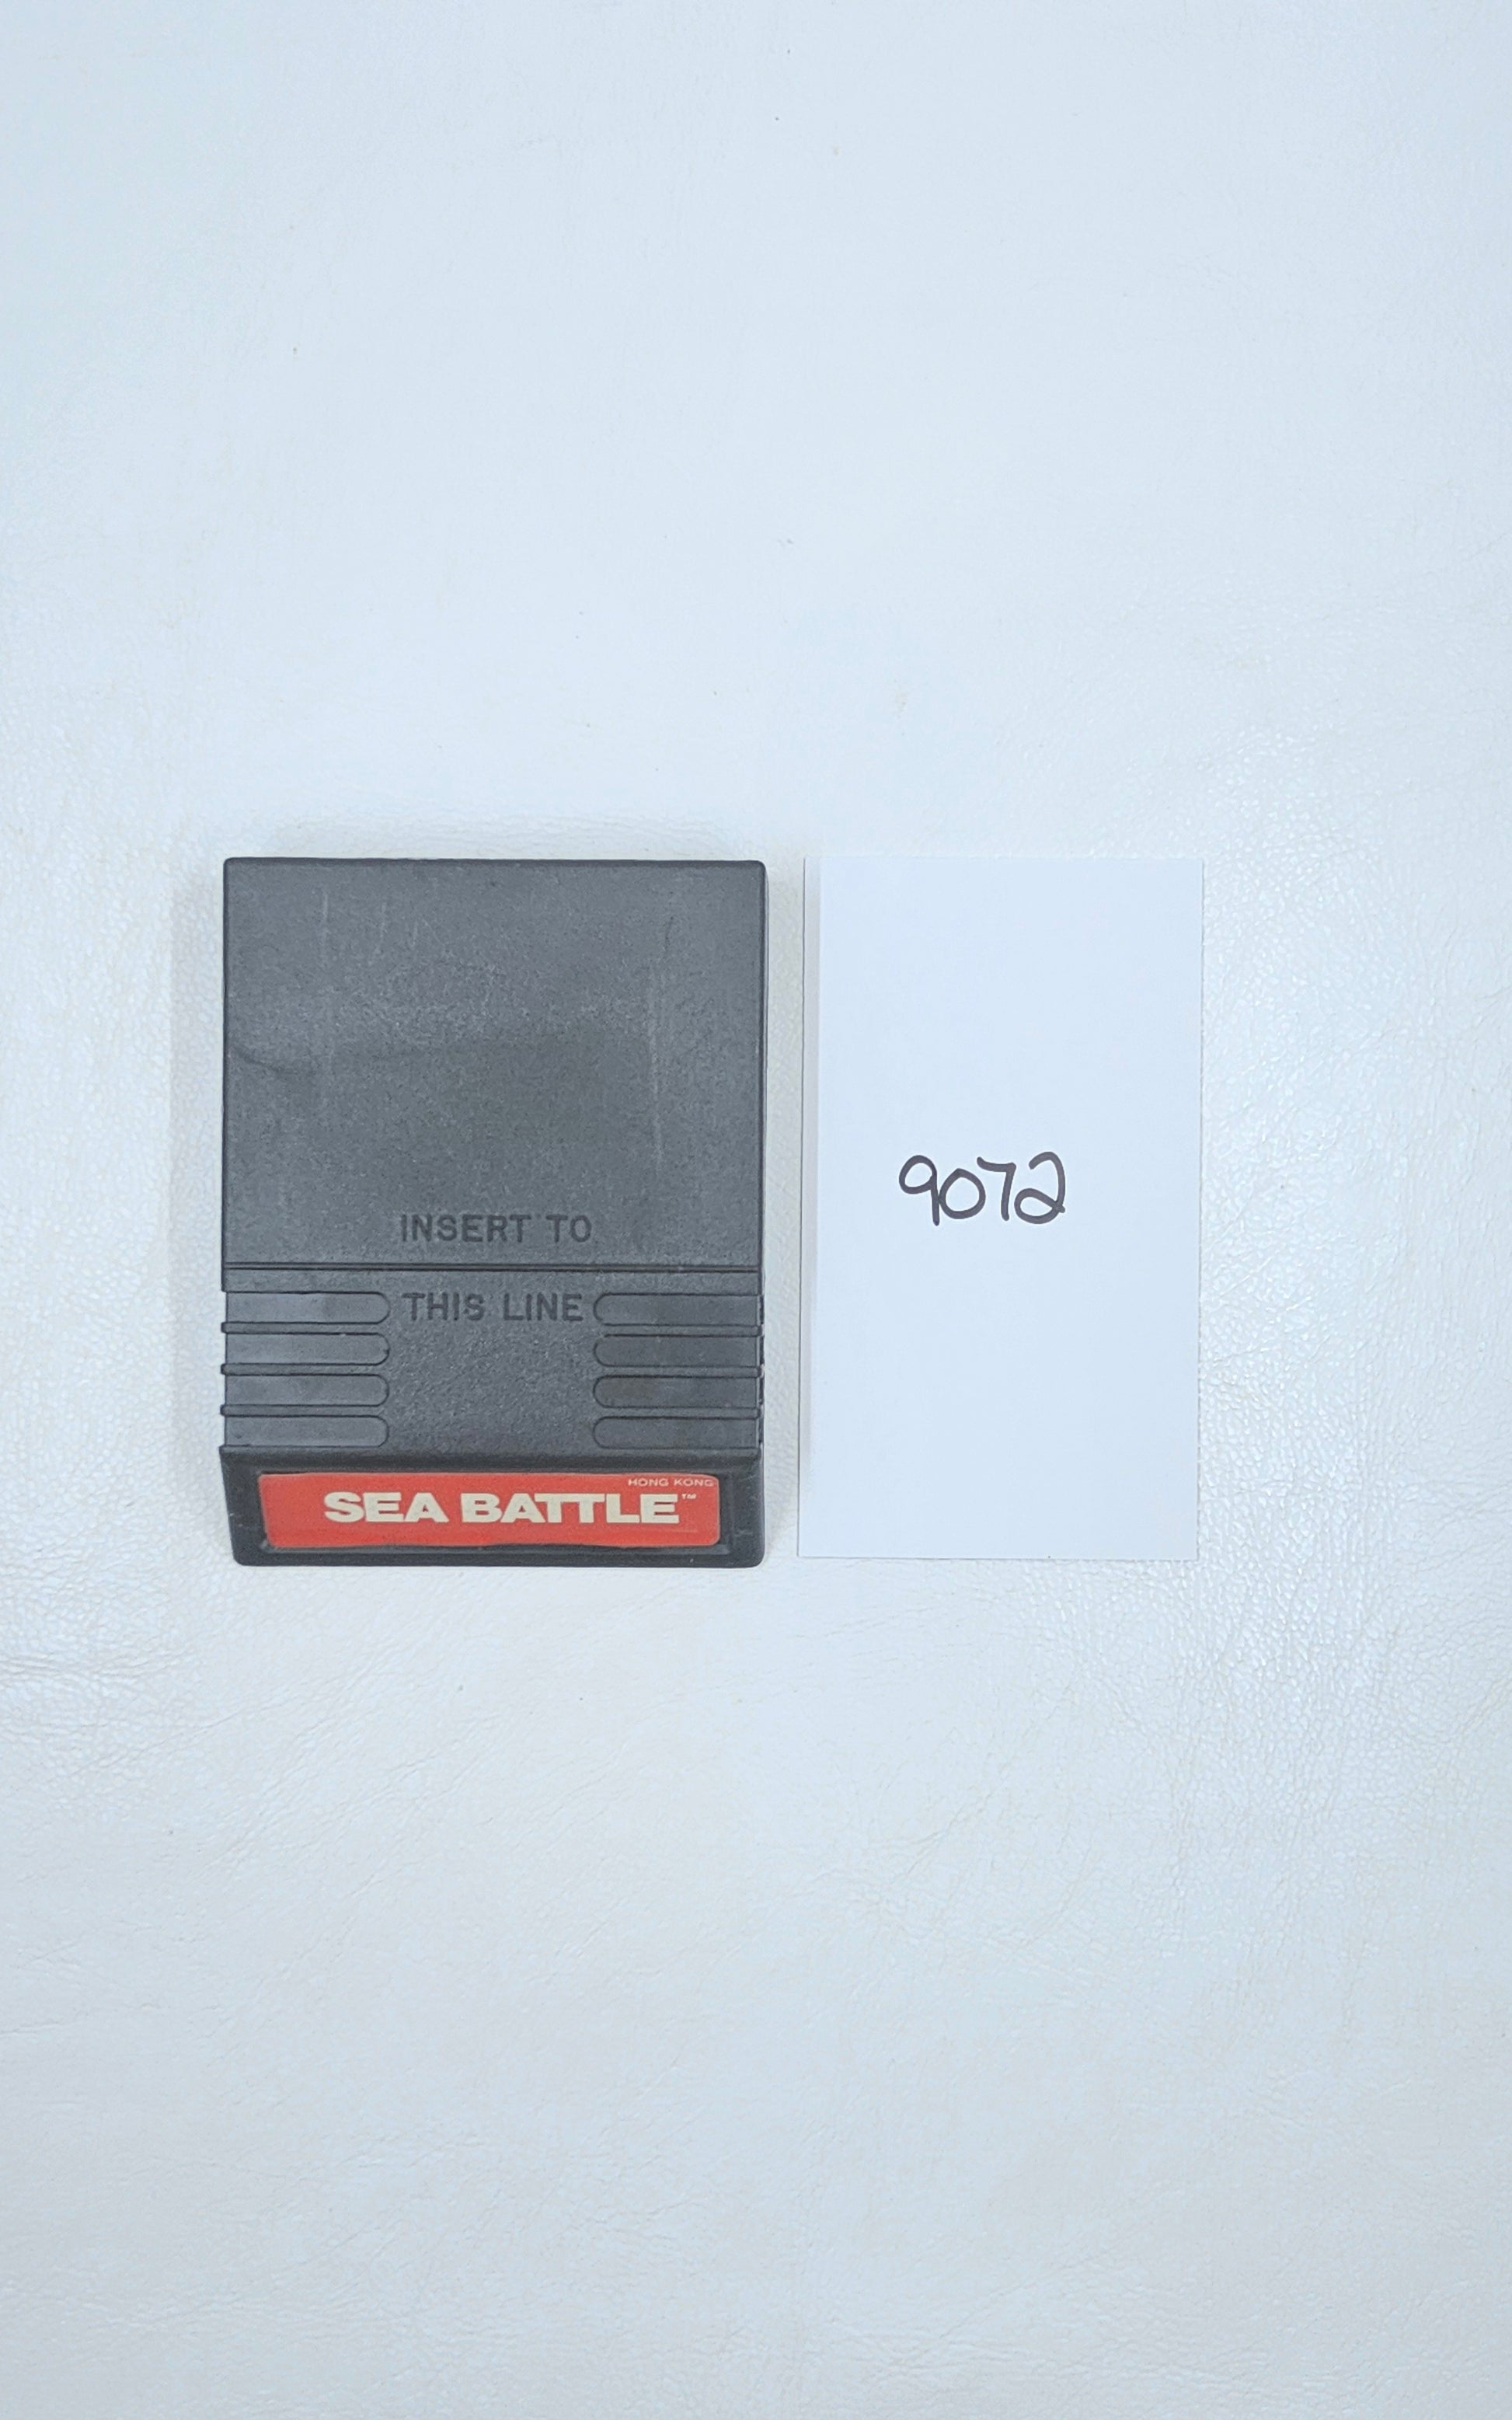 INSERT TO
THIS LINE
HONG KONG
SEA BATTLE™
9072